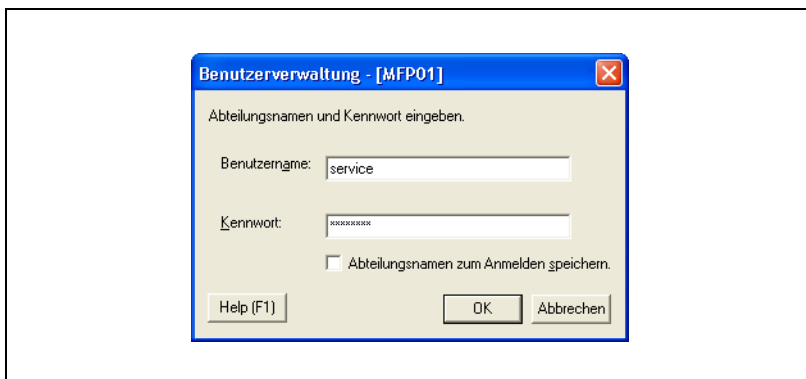 Benutzerverwaltung - [MFP01]
Abteilungsnamen und Kennwort eingeben.
Benutzername: service
Kennwort: ********
Abteilungsnamen zum Anmelden speichern.
Help (F1) OK Abbrechen